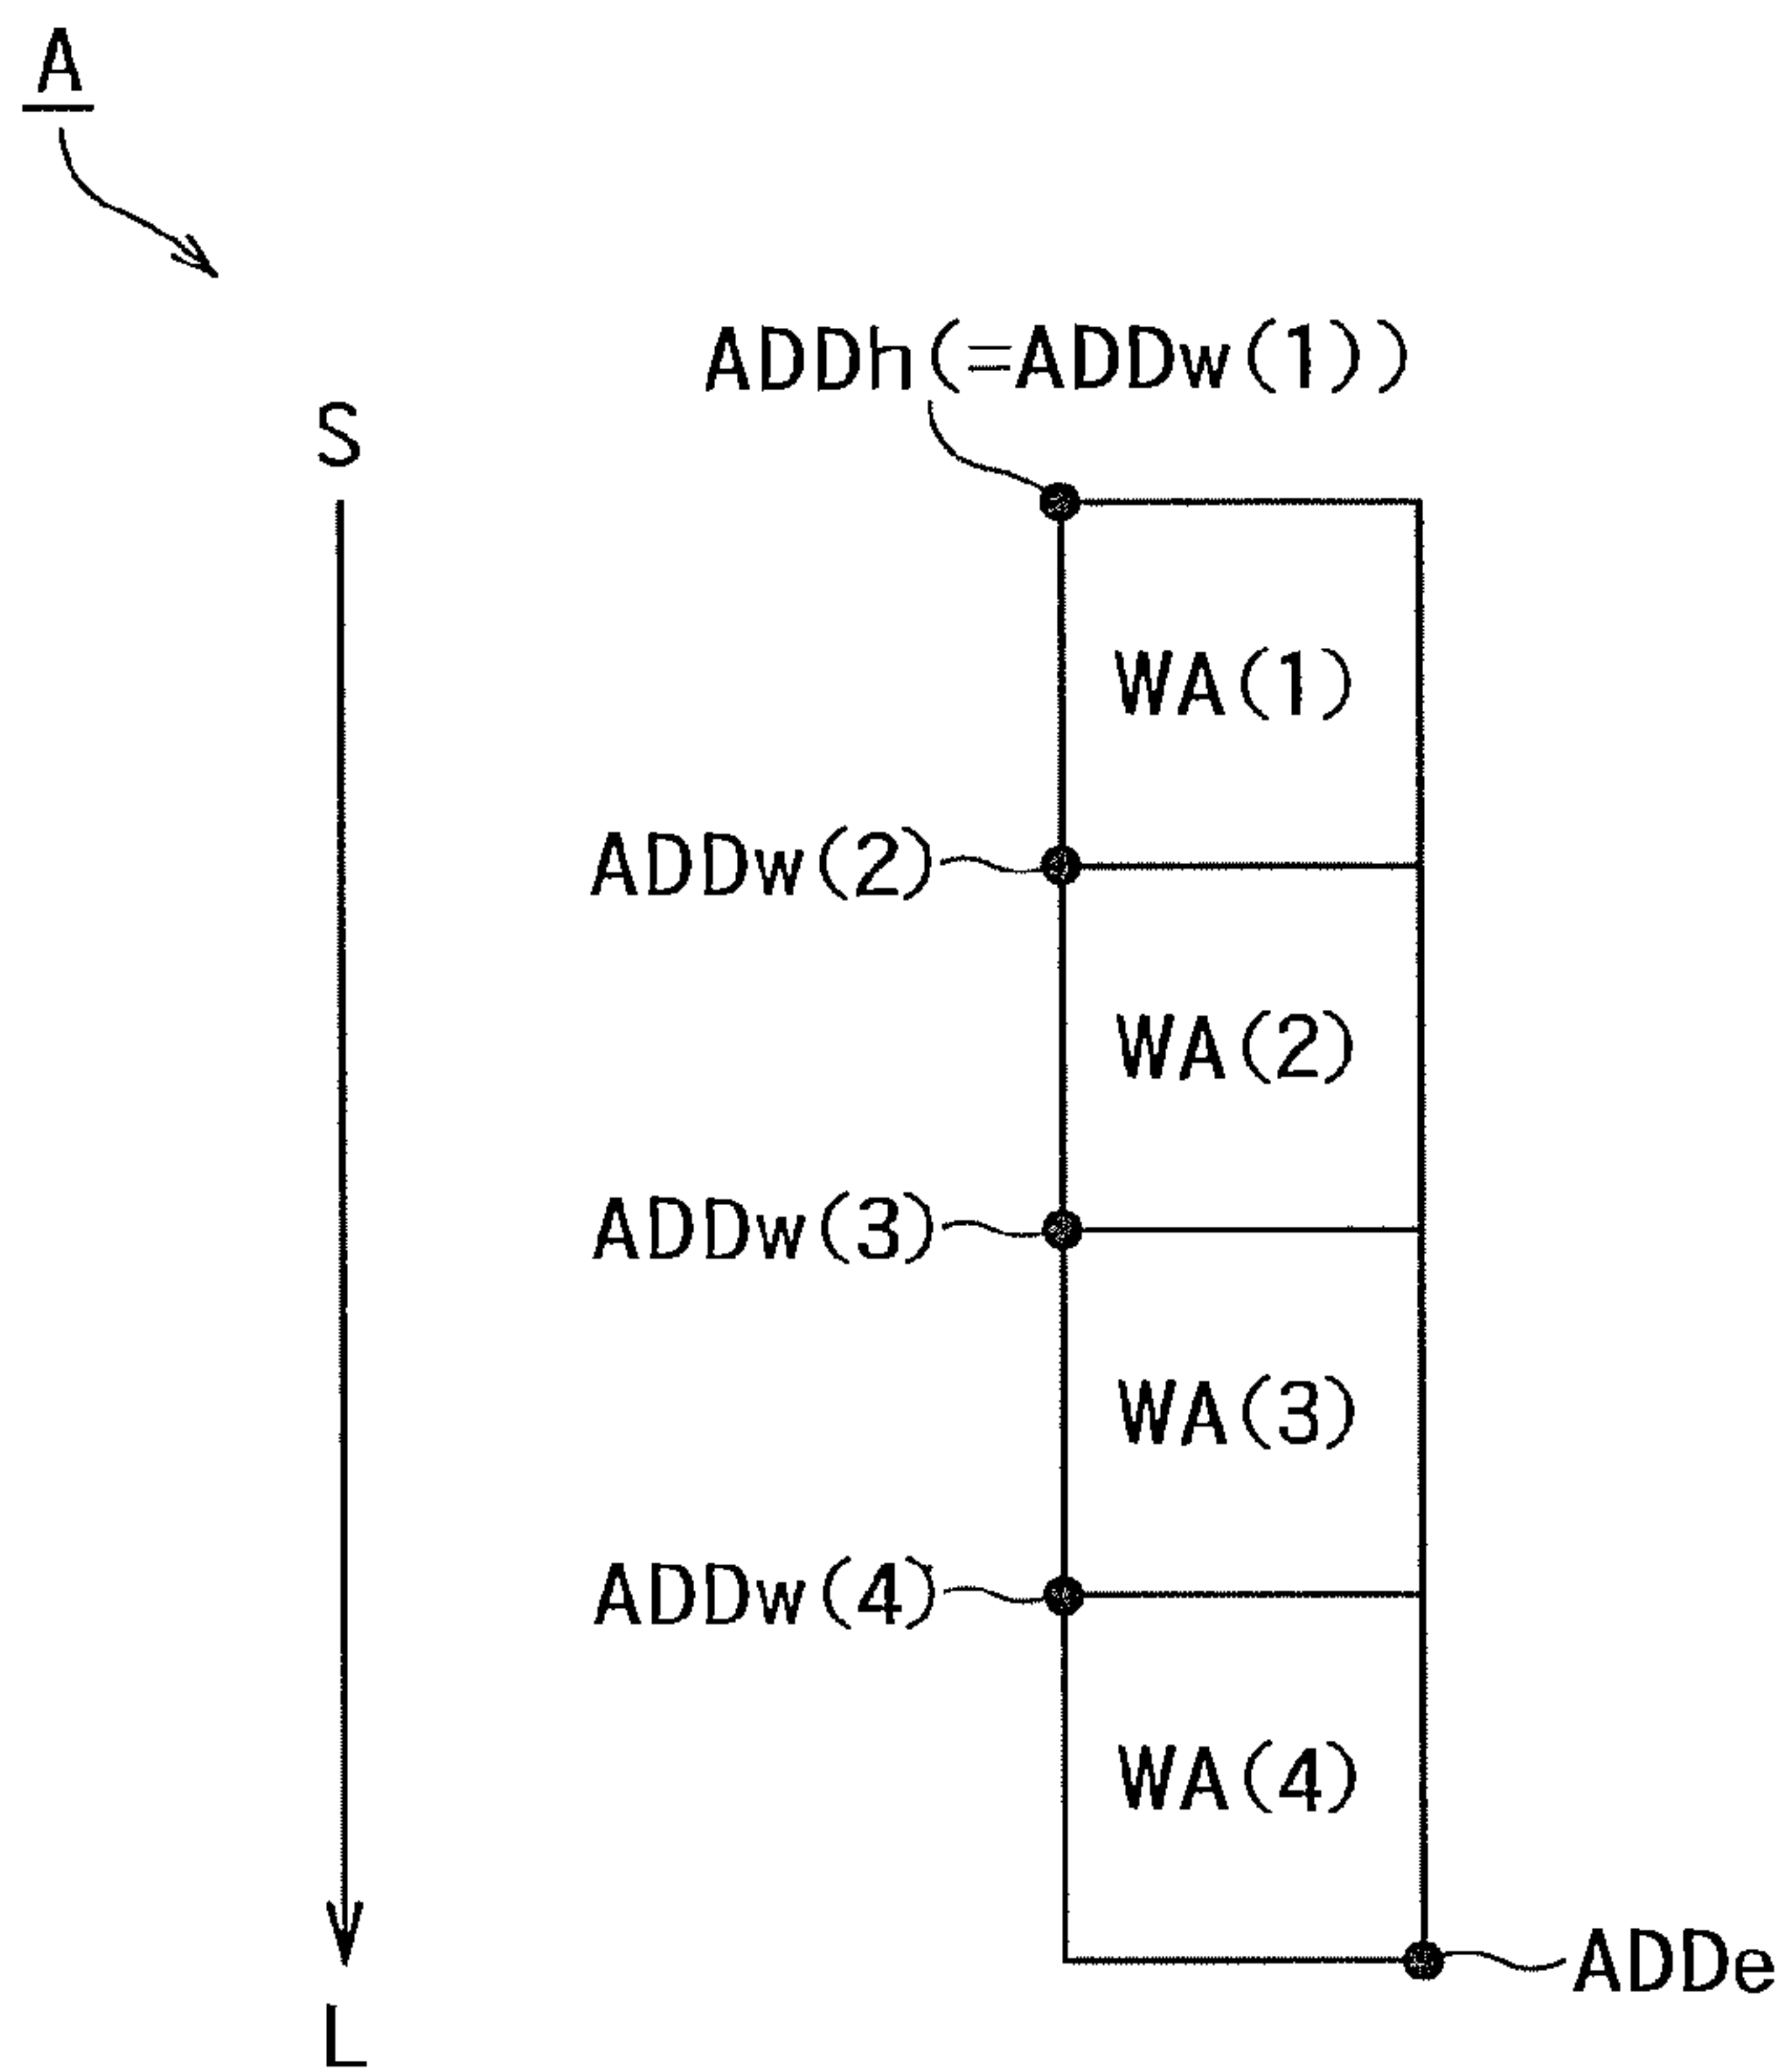 A
ADDh(=ADDw(1))
S
WA(1)
ADDw(2)
WA(2)
ADDw(3)
WA(3)
ADDw(4)
WA(4)
ADDe
L